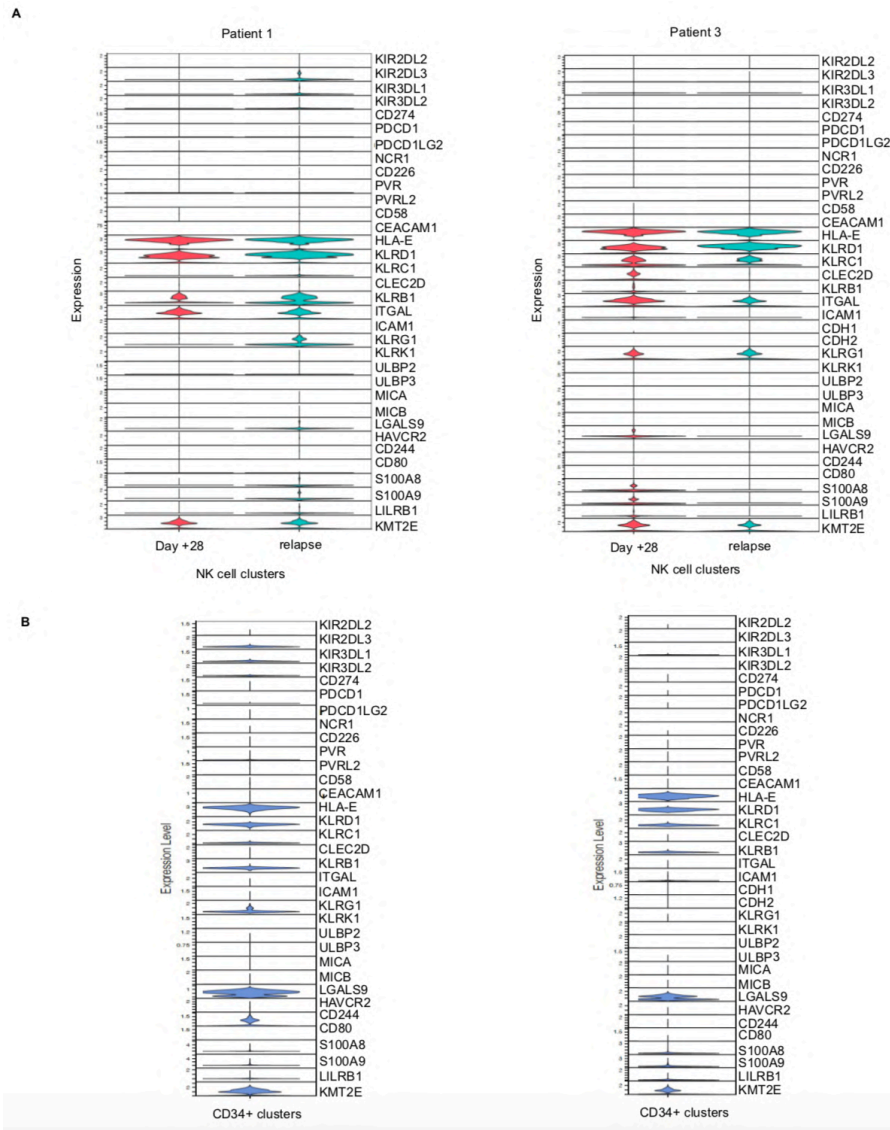 A
Patient 1
KIR2DL2
KIR2DL3
KIR3DL1
KIR3DL2
CD274
PDCD1
PDCD1LG2
NCR1
CD226
PVR
PVRL2
CD58
CEACAM1
HLA-E
KLRD1
KLRC1
CLEC2D
KLRB1
ITGAL
ICAM1
KLRG1
KLRK1
ULBP2
ULBP3
MICA
MICB
LGALS9
HAVCR2
CD244
CD80
S100A8
S100A9
LILRB1
KMT2E
Expression
Day +28
relapse
NK cell clusters
Patient 3
KIR2DL2
KIR2DL3
KIR3DL1
KIR3DL2
CD274
PDCD1
PDCD1LG2
NCR1
CD226
PVR
PVRL2
CD58
CEACAM1
HLA-E
KLRD1
KLRC1
CLEC2D
KLRB1
ITGAL
ICAM1
CDH1
CDH2
KLRG1
KLRK1
ULBP2
ULBP3
MICA
MICB
LGALS9
HAVCR2
CD244
CD80
S100A8
S100A9
LILRB1
KMT2E
Expression
Day +28
relapse
NK cell clusters
B
KIR2DL2
KIR2DL3
KIR3DL1
KIR3DL2
CD274
PDCD1
PDCD1LG2
NCR1
CD226
PVR
PVRL2
CD58
CEACAM1
HLA-E
KLRD1
KLRC1
CLEC2D
KLRB1
ITGAL
ICAM1
KLRG1
KLRK1
ULBP2
ULBP3
MICA
MICB
LGALS9
HAVCR2
CD244
CD80
S100A8
S100A9
LILRB1
KMT2E
Expression Level
CD34+ clusters
KIR2DL2
KIR2DL3
KIR3DL1
KIR3DL2
CD274
PDCD1
PDCD1LG2
NCR1
CD226
PVR
PVRL2
CD58
CEACAM1
HLA-E
KLRD1
KLRC1
CLEC2D
KLRB1
ITGAL
ICAM1
CDH1
CDH2
KLRG1
KLRK1
ULBP2
ULBP3
MICA
MICB
LGALS9
HAVCR2
CD244
CD80
S100A8
S100A9
LILRB1
KMT2E
Expression Level
CD34+ clusters